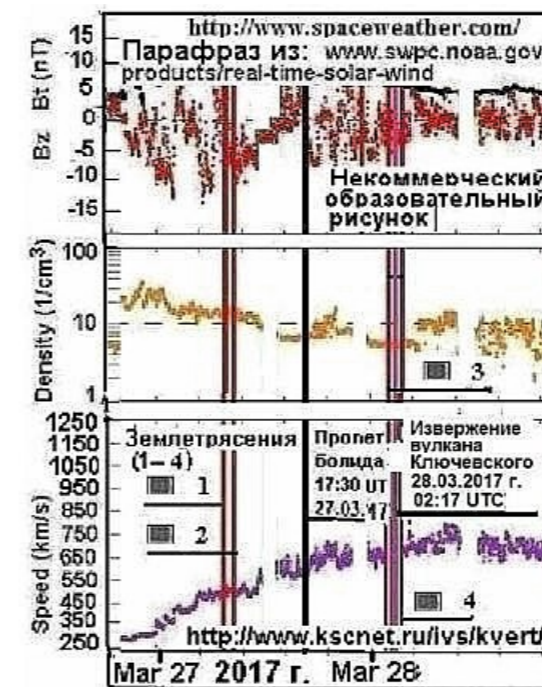 http://www.spaceweather.com/
Парафраз из: www.swpc.noaa.gov
products/real-time-solar-wind
Bz Bt (nT)
15
10
5
0
-5
-10
-15
Некоммерческий
образовательный
рисунок
Density (1/cm³)
100
10
1
3
Speed (km/s)
1250
1150
1050
950
850
750
650
550
450
350
250
Землетрясения
(1–4)
1
2
Пролет
болида
17:30 UT
27.03.17
Извержение
вулкана
Ключевского
28.03.2017 г.
02:17 UTC
4
http://www.kscnet.ru/ivs/kvert/
Mar 27 2017 г. Mar 28